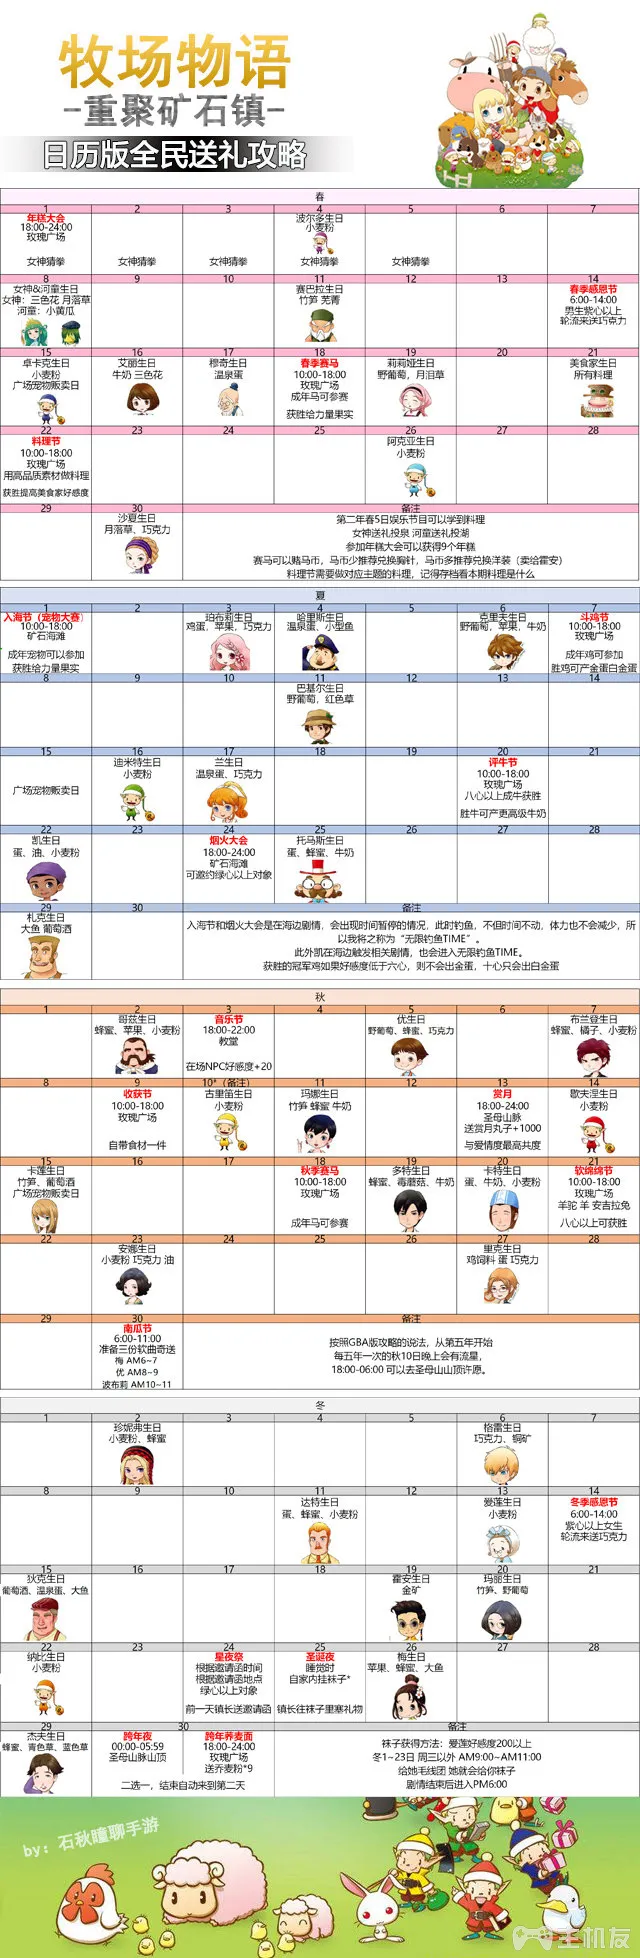 牧场物语
-重聚矿石镇-
日历版全民送礼攻略
春
1 2 3 4 5 6 7
年糕大会
18:00-24:00
玫瑰广场
女神猜拳
女神猜拳
女神猜拳
波尔多生日
小麦粉
女神猜拳
女神猜拳
8 9 10 11 12 13 14
女神&河童生日
女神：三色花 月落草
河童：小黄瓜
赛巴拉生日
竹笋 芜菁
春季感恩节
6:00-14:00
男生紫心以上
轮流来送巧克力
15 16 17 18 19 20 21
卓卡克生日
小麦粉
广场宠物贩卖日
艾丽生日
牛奶 三色花
穆奇生日
温泉蛋
春季赛马
10:00-18:00
玫瑰广场
成年马可参赛
获胜给力量果实
莉莉娅生日
野葡萄，月泪草
美食家生日
所有料理
22 23 24 25 26 27 28
料理节
10:00-18:00
玫瑰广场
用高品质素材做料理
获胜提高美食家好感度
阿克亚生日
小麦粉
29 30 备注
沙夏生日
月落草、巧克力
第二年春5日娱乐节目可以学到料理
女神送礼投泉 河童送礼投湖
参加年糕大会可以获得9个年糕
赛马可以赌马币，马币少推荐兑换胸针，马币多推荐兑换洋装（卖给霍安）
料理节需要做对应主题的料理，记得存档看本期料理是什么
夏
1 2 3 4 5 6 7
入海节（宠物大赛）
10:00-18:00
矿石海滩
成年宠物可以参加
获胜给力量果实
珀布莉生日
鸡蛋，苹果，巧克力
哈里斯生日
温泉蛋，小型鱼
克里夫生日
野葡萄，苹果，牛奶
斗鸡节
10:00-18:00
玫瑰广场
成年鸡可参加
胜鸡可产金蛋白金蛋
8 9 10 11 12 13 14
巴基尔生日
野葡萄，红色草
15 16 17 18 19 20 21
广场宠物贩卖日
迪米特生日
小麦粉
兰生日
温泉蛋、巧克力
评牛节
10:00-18:00
玫瑰广场
八心以上成牛获胜
胜牛可产更高级牛奶
22 23 24 25 26 27 28
凯生日
蛋、油、小麦粉
烟火大会
18:00-24:00
矿石海滩
可邀约绿心以上对象
托马斯生日
蛋、蜂蜜、牛奶
29 30 备注
札克生日
大鱼 葡萄酒
入海节和烟火大会是在海边剧情，会出现时间暂停的情况，此时钓鱼，不但时间不动，体力也不会减少，所
以我将之称为“无限钓鱼TIME”。
此外凯在海边触发相关剧情，也会进入无限钓鱼TIME。
获胜的冠军鸡如果好感度低于六心，则不会出金蛋，十心只会出白金蛋
秋
1 2 3 4 5 6 7
哥兹生日
蜂蜜、苹果、小麦粉
音乐节
18:00-22:00
教堂
在场NPC好感度+20
优生日
野葡萄、蜂蜜、巧克力
布兰登生日
蜂蜜、橘子、小麦粉
8 9 10*（备注） 11 12 13 14
收获节
10:00-18:00
玫瑰广场
自带食材一件
古里笛生日
小麦粉
玛娜生日
竹笋 蜂蜜 牛奶
赏月
18:00-24:00
圣母山脉
送赏月丸子+1000
与爱情度最高共度
歇夫涅生日
小麦粉
15 16 17 18 19 20 21
卡莲生日
竹笋、葡萄酒
广场宠物贩卖日
秋季赛马
10:00-18:00
玫瑰广场
成年马可参赛
多特生日
蜂蜜、毒蘑菇、牛奶
卡特生日
蛋、牛奶、小麦粉
软绵绵节
10:00-18:00
玫瑰广场
羊驼 羊 安吉拉兔
八心以上可获胜
22 23 24 25 26 27 28
安娜生日
小麦粉 巧克力 油
里克生日
鸡饲料 蛋 巧克力
29 30 备注
南瓜节
6:00-11:00
准备三份软曲奇送
梅 AM6~7
优 AM8~9
波布莉 AM10~11
按照GBA版攻略的说法，从第五年开始
每五年一次的秋10日晚上会有流星，
18:00-06:00 可以去圣母山山顶许愿。
冬
1 2 3 4 5 6 7
珍妮弗生日
小麦粉、蜂蜜
格雷生日
巧克力、铜矿
8 9 10 11 12 13 14
达特生日
蛋、蜂蜜、小麦粉
爱莲生日
小麦粉
冬季感恩节
6:00-14:00
紫心以上女生
轮流来送巧克力
15 16 17 18 19 20 21
狄克生日
葡萄酒、温泉蛋、大鱼
霍安生日
金矿
玛丽生日
竹笋、野葡萄
22 23 24 25 26 27 28
纳比生日
小麦粉
星夜祭
根据邀请函时间
根据邀请函地点
绿心以上对象
前一天镇长送邀请函
圣诞夜
睡觉时
自家内挂袜子*
镇长往袜子里塞礼物
梅生日
苹果、蜂蜜、大鱼
29 30 备注
杰夫生日
蜂蜜、青色草、蓝色草
跨年夜
00:00-05:59
圣母山脉山顶
跨年荞麦面
18:00-24:00
玫瑰广场
送乔麦粉*9
二选一，结束自动来到第二天
袜子获得方法：爱莲好感度200以上
冬1~23日 周三以外 AM9:00~AM11:00
给她毛线团 她就会给你袜子
剧情结束后进入PM6:00
by：石秋瞳聊手游
主机友